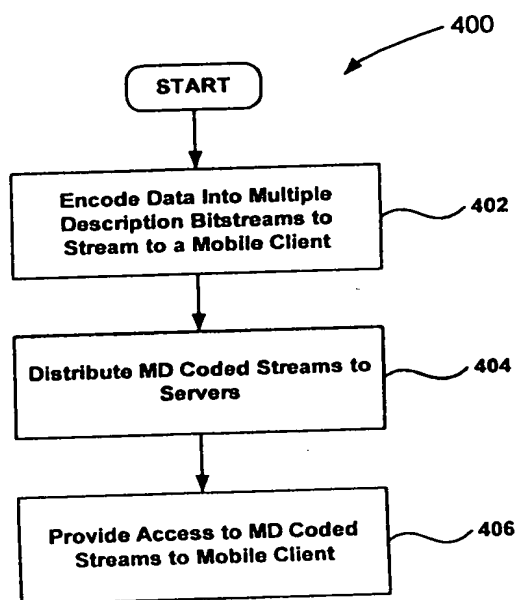 400
START
Encode Data Into Multiple
Description Bitstreams to
Stream to a Mobile Client
402
Distribute MD Coded Streams to
Servers
404
Provide Access to MD Coded
Streams to Mobile Client
406